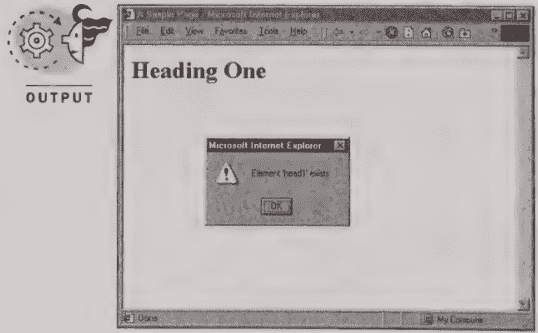 A Sample Page - Microsoft Internet Explorer
File Edit View Favorites Tools Help
OUTPUT
Heading One
Microsoft Internet Explorer
Element 'head1' exists
OK
Done
My Computer